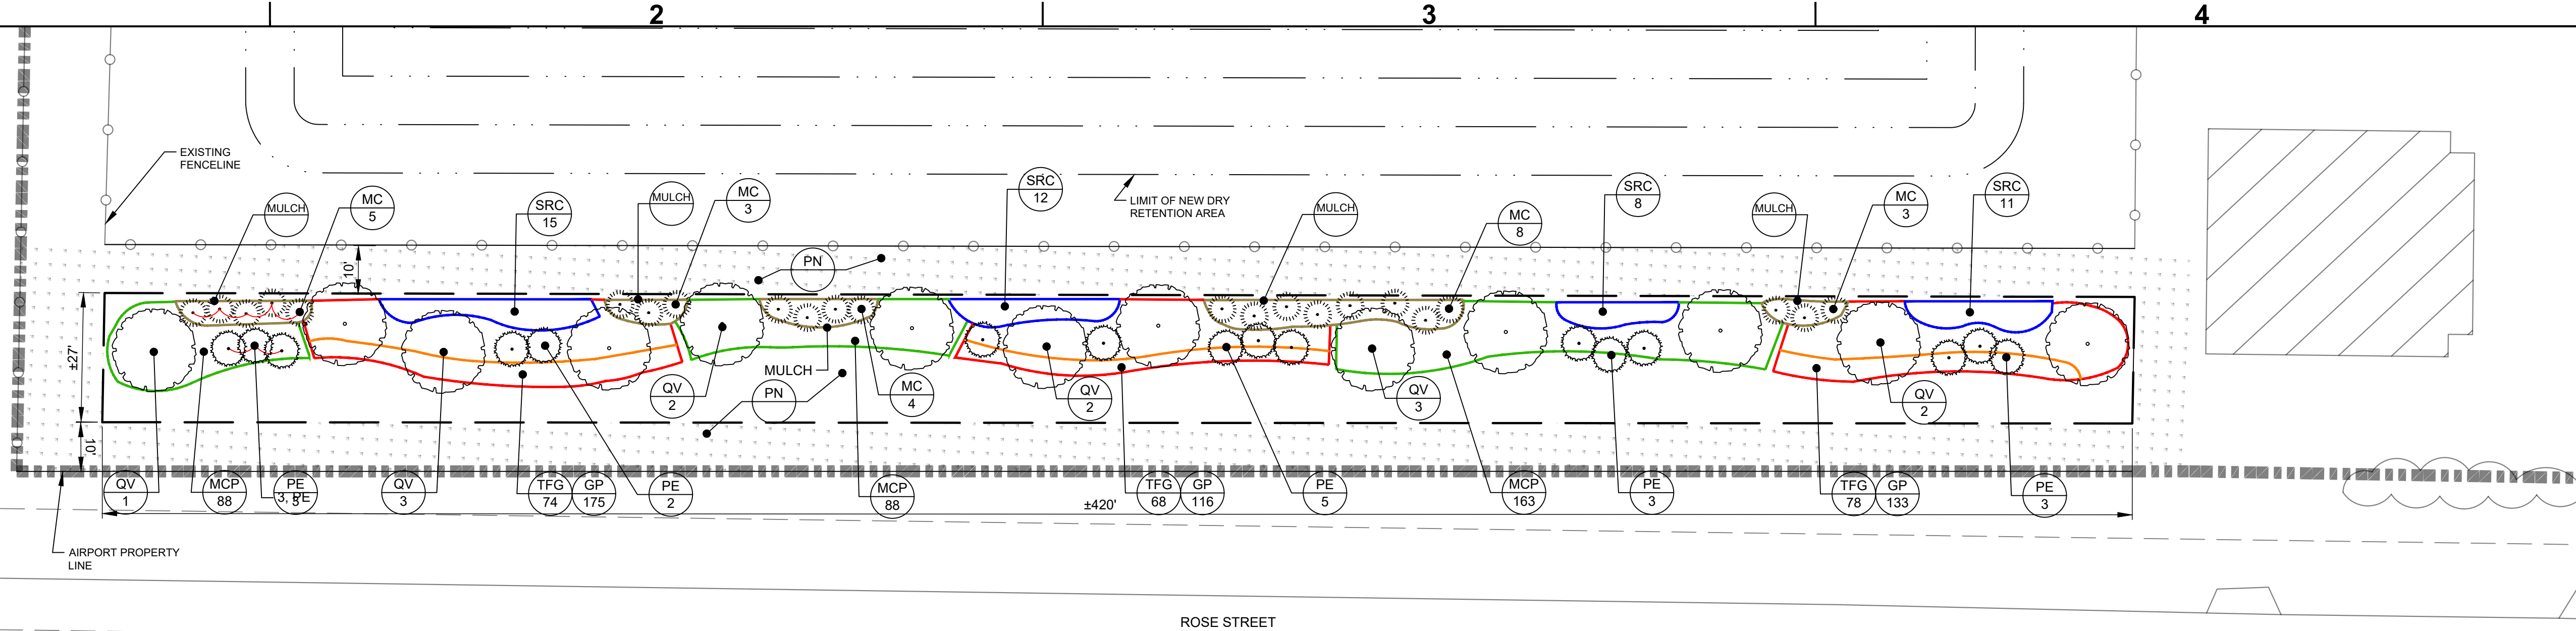 2
3
4
EXISTING
FENCELINE
MULCH
MC
5
SRC
15
MULCH
MC
3
SRC
12
LIMIT OF NEW DRY
RETENTION AREA
MULCH
MC
8
SRC
8
MULCH
MC
3
SRC
11
10'
PN
±27'
10'
QV
2
MULCH
PN
MC
4
QV
2
QV
3
QV
2
QV
1
MCP
88
PE
3
3, PE
QV
3
TFG
74
GP
175
PE
2
MCP
88
±420'
TFG
68
GP
116
PE
5
MCP
163
PE
3
TFG
78
GP
133
PE
3
AIRPORT PROPERTY
LINE
ROSE STREET